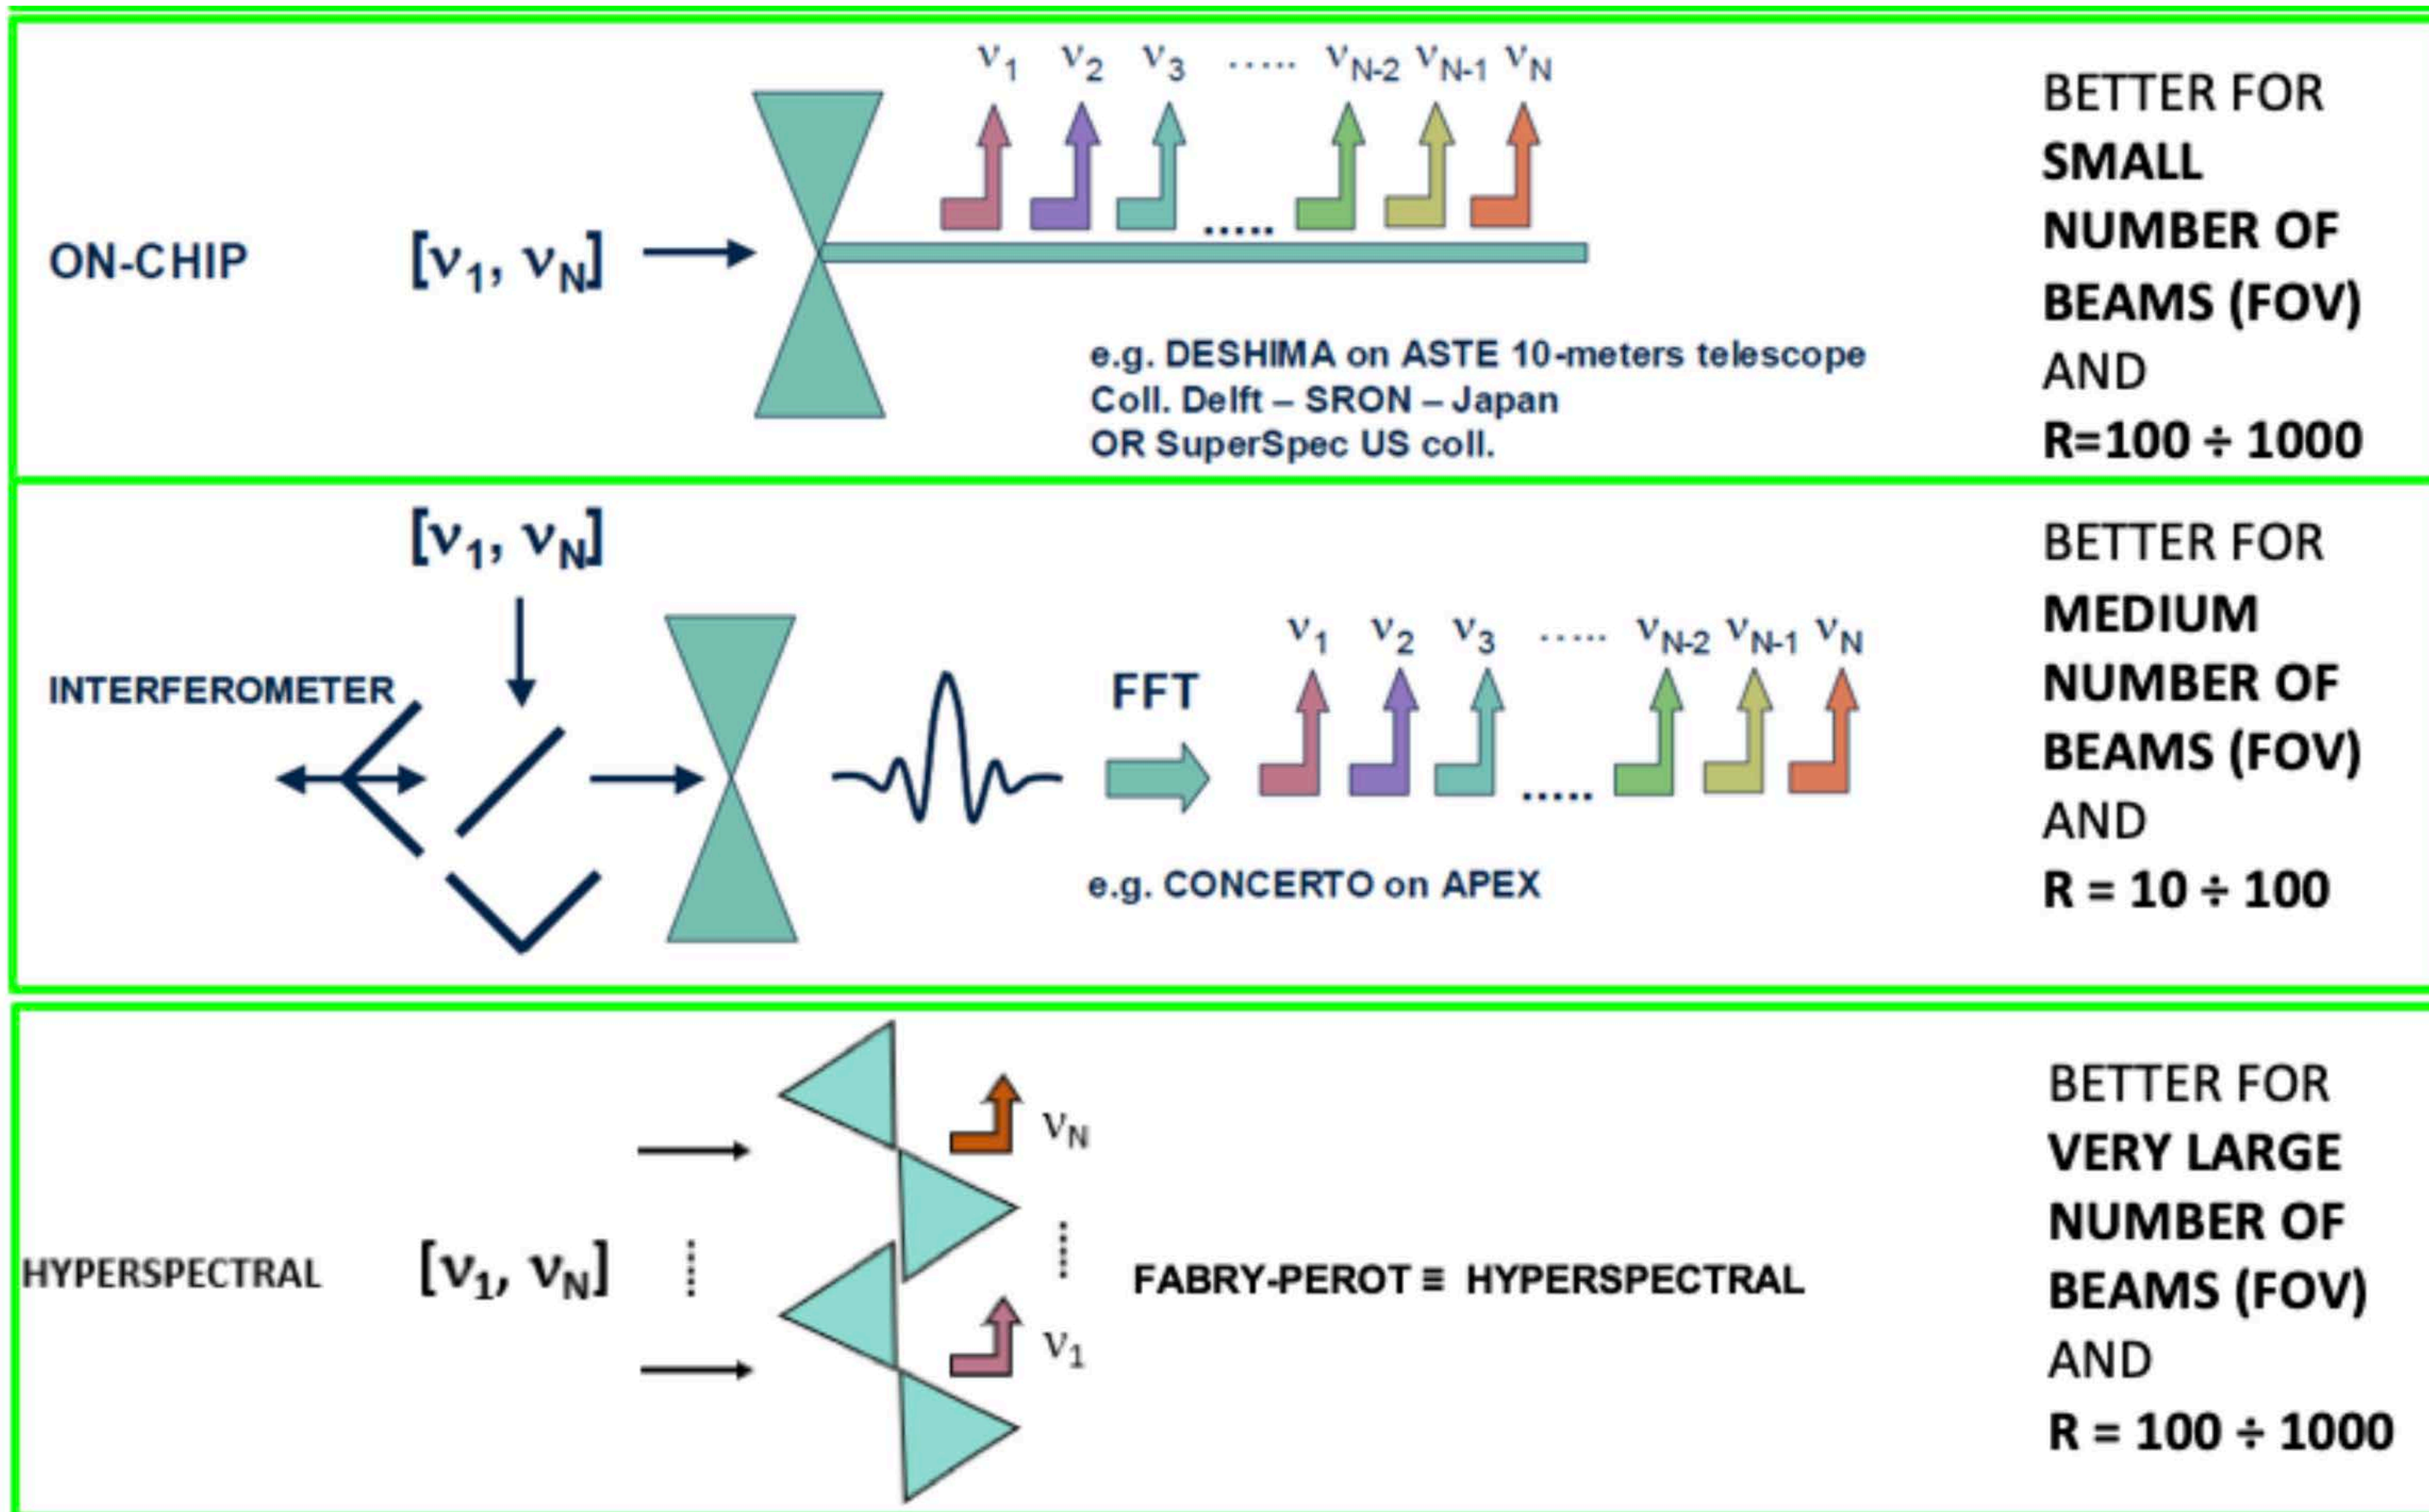 ν1 ν2 ν3 ..... νN-2 νN-1 νN
ON-CHIP [ν1, νN] .....
e.g. DESHIMA on ASTE 10-meters telescope
Coll. Delft – SRON – Japan
OR SuperSpec US coll.
BETTER FOR
SMALL
NUMBER OF
BEAMS (FOV)
AND
R=100 ÷ 1000
[ν1, νN]
INTERFEROMETER
FFT
ν1 ν2 ν3 ..... νN-2 νN-1 νN
.....
e.g. CONCERTO on APEX
BETTER FOR
MEDIUM
NUMBER OF
BEAMS (FOV)
AND
R = 10 ÷ 100
HYPERSPECTRAL [ν1, νN]
νN
ν1
FABRY-PEROT ≡ HYPERSPECTRAL
BETTER FOR
VERY LARGE
NUMBER OF
BEAMS (FOV)
AND
R = 100 ÷ 1000